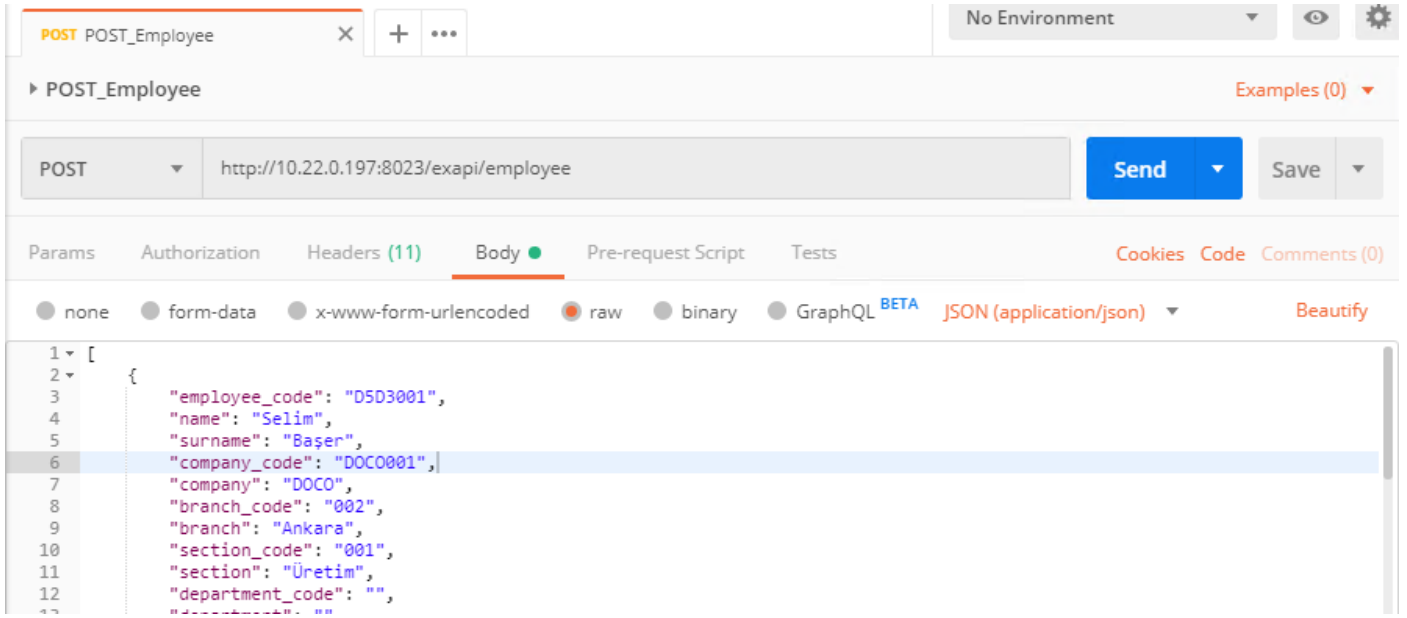 POST POST_Employee
No Environment
POST_Employee
Examples (0)
POST http://10.22.0.197:8023/exapi/employee Send Save
Params Authorization Headers (11) Body Pre-request Script Tests Cookies Code Comments (0)
none form-data x-www-form-urlencoded raw binary GraphQL BETA JSON (application/json) Beautify
1 [
2 {
3 "employee_code": "D5D3001",
4 "name": "Selim",
5 "surname": "Başer",
6 "company_code": "DOCO001",
7 "company": "DOCO",
8 "branch_code": "002",
9 "branch": "Ankara",
10 "section_code": "001",
11 "section": "Üretim",
12 "department_code": "",